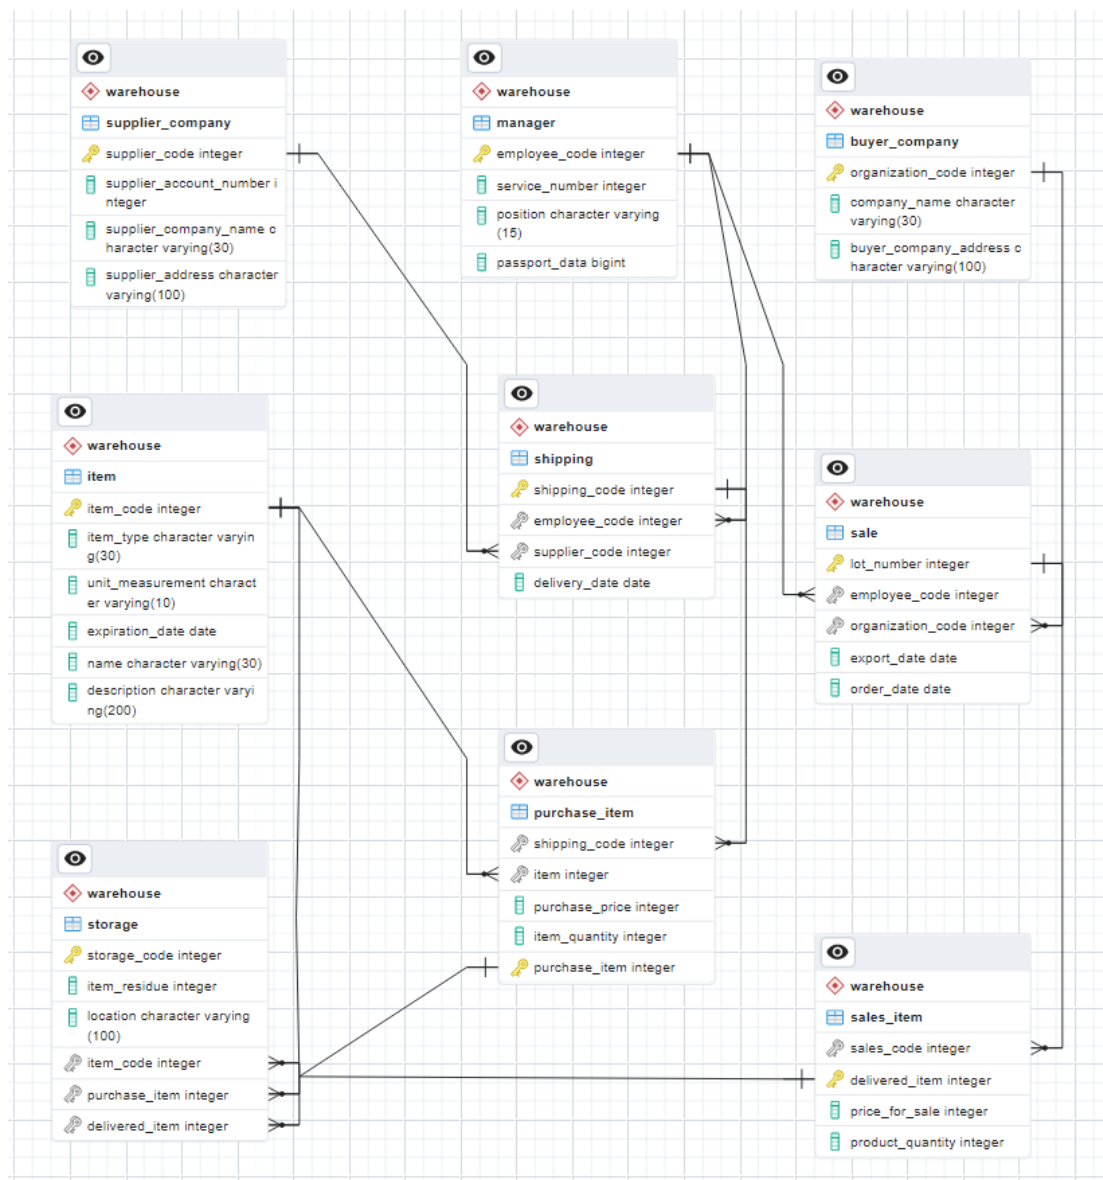 warehouse
supplier_company
supplier_code integer
supplier_account_number i
nteger
supplier_company_name c
haracter varying(30)
supplier_address character
varying(100)
warehouse
manager
employee_code integer
service_number integer
position character varying
(15)
passport_data bigint
warehouse
buyer_company
organization_code integer
company_name character
varying(30)
buyer_company_address c
haracter varying(100)
warehouse
item
item_code integer
item_type character varyin
g(30)
unit_measurement charact
er varying(10)
expiration_date date
name character varying(30)
description character varyi
ng(200)
warehouse
shipping
shipping_code integer
employee_code integer
supplier_code integer
delivery_date date
warehouse
sale
lot_number integer
employee_code integer
organization_code integer
export_date date
order_date date
warehouse
purchase_item
shipping_code integer
item integer
purchase_price integer
item_quantity integer
purchase_item integer
warehouse
storage
storage_code integer
item_residue integer
location character varying
(100)
item_code integer
purchase_item integer
delivered_item integer
warehouse
sales_item
sales_code integer
delivered_item integer
price_for_sale integer
product_quantity integer